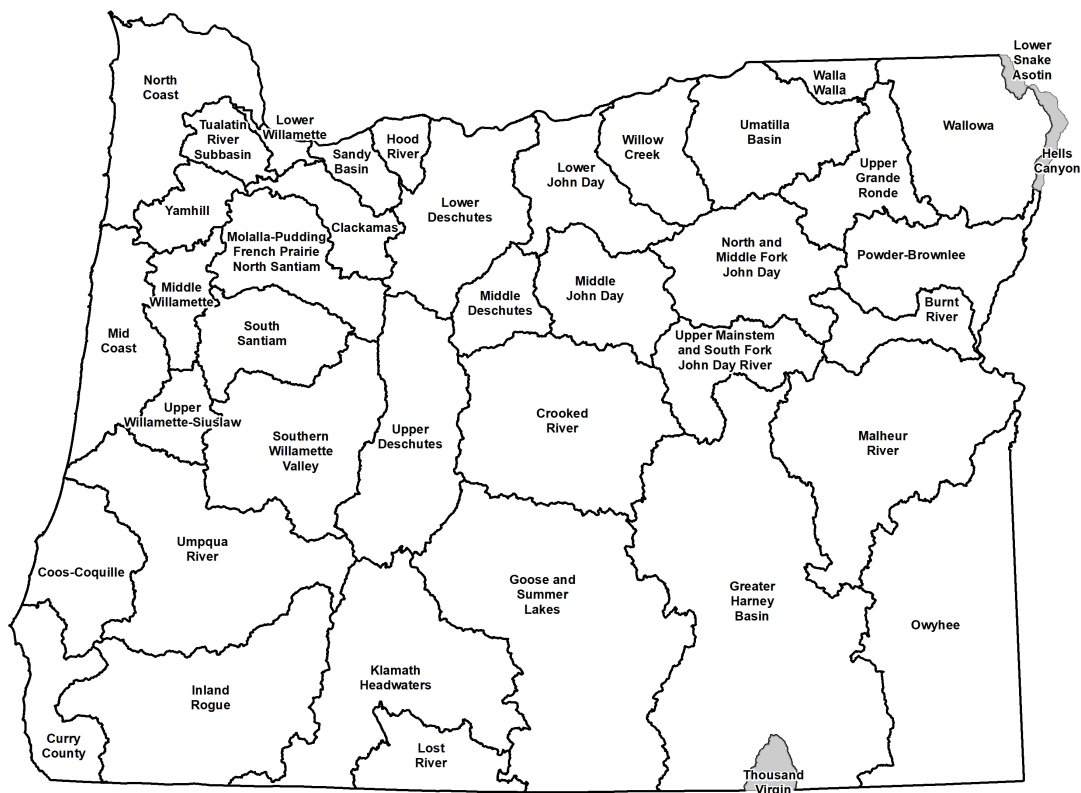 Lower
Snake
Asotin
North
Coast
Walla
Walla
Wallowa
Tualatin
River
Subbasin
Lower
Willamette
Sandy
Basin
Hood
River
Willow
Creek
Umatilla
Basin
Hells
Canyon
Lower
John Day
Upper
Grande
Ronde
Yamhill
Lower
Deschutes
Clackamas
Molalla-Pudding
French Prairie
North Santiam
North and
Middle Fork
John Day
Powder-Brownlee
Middle
Willamette
Middle
Deschutes
Middle
John Day
Burnt
River
Mid
Coast
South
Santiam
Upper Mainstem
and South Fork
John Day River
Upper
Willamette-Siuslaw
Southern
Willamette
Valley
Upper
Deschutes
Crooked
River
Malheur
River
Umpqua
River
Coos-Coquille
Goose and
Summer
Lakes
Greater
Harney
Basin
Owyhee
Inland
Rogue
Klamath
Headwaters
Curry
County
Lost
River
Thousand
Virgin